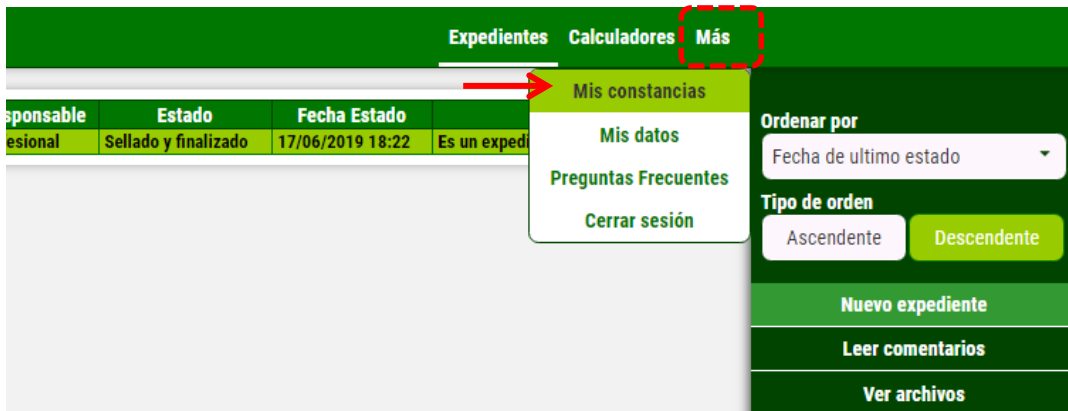 Expedientes Calculadores Más
Mis constancias
Mis datos
Preguntas Frecuentes
Cerrar sesión
sponsable Estado Fecha Estado
esional Sellado y finalizado 17/06/2019 18:22 Es un expedi
Ordenar por
Fecha de ultimo estado
Tipo de orden
Ascendente Descendente
Nuevo expediente
Leer comentarios
Ver archivos